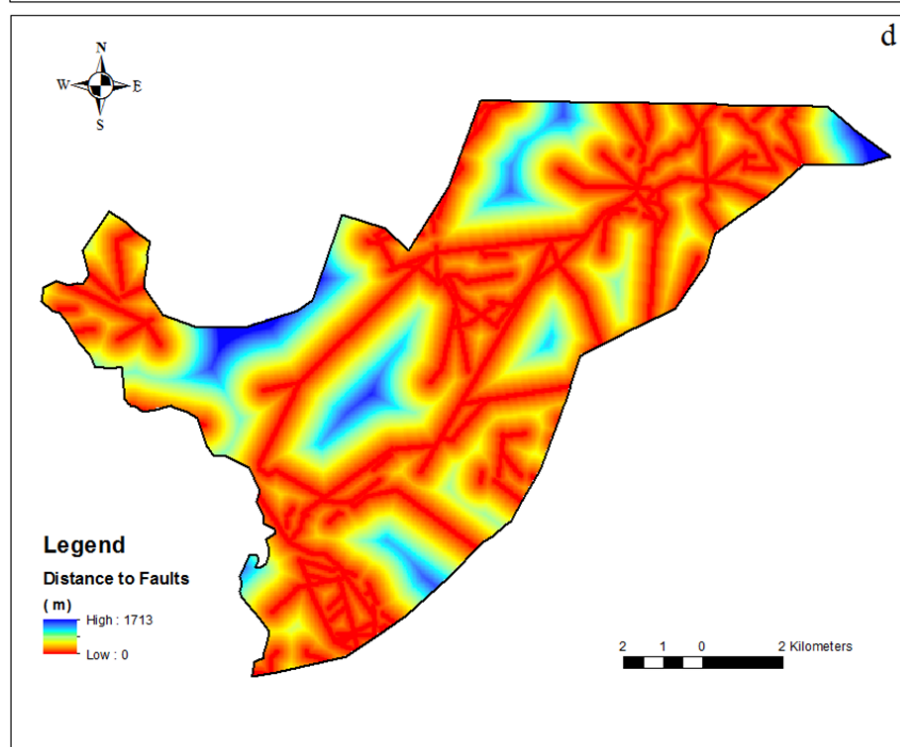 d
N
W E
S
Legend
Distance to Faults
( m )
High : 1713
Low : 0
2 1 0 2 Kilometers